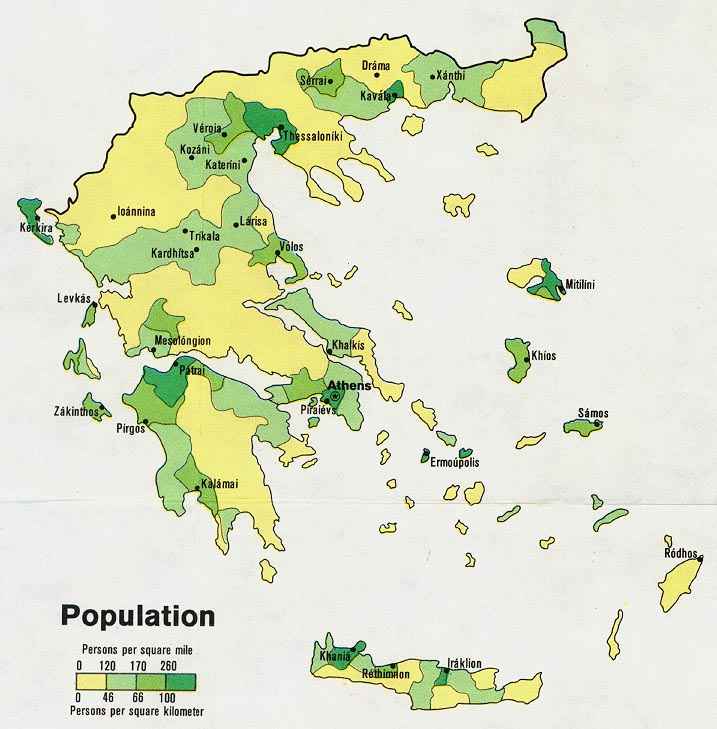 Dráma
Sérrai
Xánthi
Kavála
Véroia
Thessaloníki
Kozáni
Kateríni
Ioánnina
Kérkira
Lárisa
Tríkala
Kardhítsa
Vólos
Mitilíni
Levkás
Mesolóngion
Khalkís
Khíos
Pátrai
Athens
Zákinthos
Piraiévs
Sámos
Pírgos
Ermoúpolis
Kalámai
Ródhos
Population
Persons per square mile
0 120 170 260
0 46 66 100
Persons per square kilometer
Khaniá
Réthimnon
Iráklion